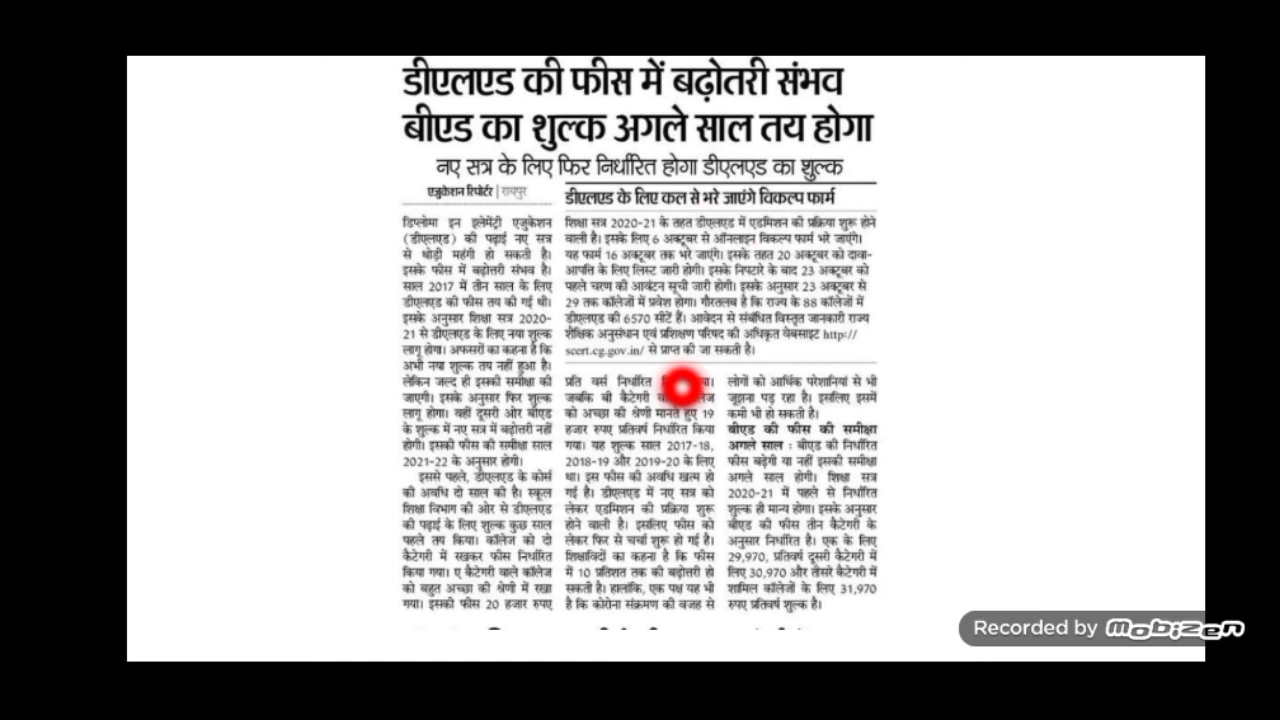 डीएलएड की फीस में बढ़ोतरी संभव
बीएड का शुल्क अगले साल तय होगा
नए सत्र के लिए फिर निर्धारित होगा डीएलएड का शुल्क
एजुकेशन रिपोर्टर | रायपुर
डिप्लोमा इन इलेमेंट्री एजुकेशन
(डीएलएड) की पढ़ाई नए सत्र
से थोड़ी महंगी हो सकती है।
इसके फीस में बढ़ोत्तरी संभव है।
साल 2017 में तीन साल के लिए
डीएलएड की फीस तय की गई थी।
इसके अनुसार शिक्षा सत्र 2020-
21 से डीएलएड के लिए नया शुल्क
लागू होगा। अफसरों का कहना है कि
अभी नया शुल्क तय नहीं हुआ है।
लेकिन जल्द ही इसकी समीक्षा की
जाएगी। इसके अनुसार फिर शुल्क
लागू होगा। वहीं दूसरी ओर बीएड
के शुल्क में नए सत्र में बढ़ोत्तरी नहीं
होगी। इसकी फीस की समीक्षा साल
2021-22 के अनुसार होगी।
इससे पहले, डीएलएड के कोर्स
की अवधि दो साल की है। स्कूल
शिक्षा विभाग की ओर से डीएलएड
की पढ़ाई के लिए शुल्क कुछ साल
पहले तय किया। कॉलेज को दो
कैटेगरी में रखकर फीस निर्धारित
किया गया। ए कैटेगरी वाले कॉलेज
को बहुत अच्छा की श्रेणी में रखा
गया। इसकी फीस 20 हजार रुपए
डीएलएड के लिए कल से भरे जाएंगे विकल्प फार्म
शिक्षा सत्र 2020-21 के तहत डीएलएड में एडमिशन की प्रक्रिया शुरू होने
वाली है। इसके लिए 6 अक्टूबर से ऑनलाइन विकल्प फार्म भरे जाएंगे।
यह फार्म 16 अक्टूबर तक भरे जाएंगे। इसके तहत 20 अक्टूबर को दावा-
आपत्ति के लिए लिस्ट जारी होगी। इसके निपटारे के बाद 23 अक्टूबर को
पहले चरण की आवंटन सूची जारी होगी। इसके अनुसार 23 अक्टूबर से
29 तक कॉलेजों में प्रवेश होगा। गौरतलब है कि राज्य के 88 कॉलेजों में
डीएलएड की 6570 सीटें हैं। आवेदन से संबंधित विस्तृत जानकारी राज्य
शैक्षिक अनुसंधान एवं प्रशिक्षण परिषद की अधिकृत वेबसाइट http://
scert.cg.gov.in/ से प्राप्त की जा सकती है।
प्रति वर्स निर्धारित
जबकि बी कैटेगरी
को अच्छा की श्रेणी मानते हुए 19
हजार रुपए प्रतिवर्ष निर्धारित किया
गया। यह शुल्क साल 2017-18,
2018-19 और 2019-20 के लिए
था। इस फीस की अवधि खत्म हो
गई है। डीएलएड में नए सत्र को
लेकर एडमिशन की प्रक्रिया शुरू
होने वाली है। इसलिए फीस को
लेकर फिर से चर्चा शुरू हो गई है।
शिक्षाविदों का कहना है कि फीस
में 10 प्रतिशत तक की बढ़ोतरी हो
सकती है। हालांकि, एक पक्ष यह भी
है कि कोरोना संक्रमण की वजह से
लोगों को आर्थिक परेशानियां से भी
जूझना पड़ रहा है। इसलिए इसमें
कमी भी हो सकती है।
बीएड की फीस की समीक्षा
अगले साल : बीएड की निर्धारित
फीस बढ़ेगी या नहीं इसकी समीक्षा
अगले साल होगी। शिक्षा सत्र
2020-21 में पहले से निर्धारित
शुल्क ही मान्य होगा। इसके अनुसार
बीएड की फीस तीन कैटेगरी के
अनुसार निर्धारित है। एक के लिए
29,970, प्रतिवर्ष दूसरी कैटेगरी में
लिए 30,970 और तीसरे कैटेगरी में
शामिल कॉलेजों के लिए 31,970
रुपए प्रतिवर्ष शुल्क है।
Recorded by mobizen